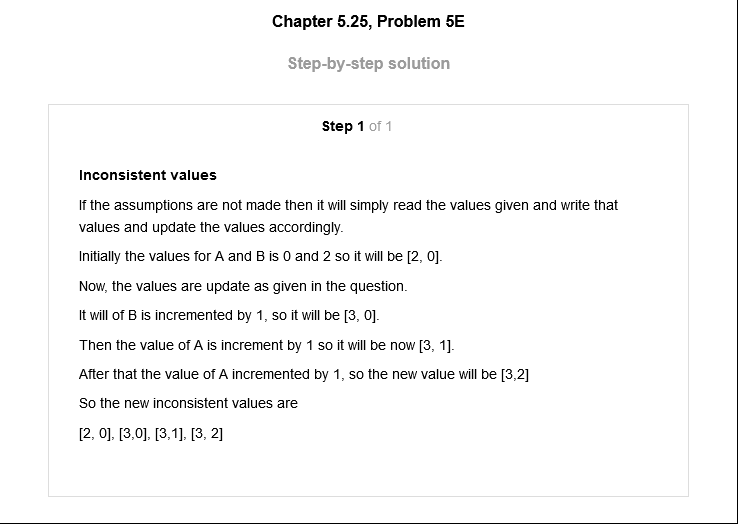 Chapter 5.25, Problem 5E
Step-by-step solution
Step 1 of 1
Inconsistent values
If the assumptions are not made then it will simply read the values given and write that
values and update the values accordingly.
Initially the values for A and B is 0 and 2 so it will be [2, 0].
Now, the values are update as given in the question.
It will of B is incremented by 1, so it will be [3, 0].
Then the value of A is increment by 1 so it will be now [3, 1].
After that the value of A incremented by 1, so the new value will be [3,2]
So the new inconsistent values are
[2, 0], [3,0], [3,1], [3, 2]